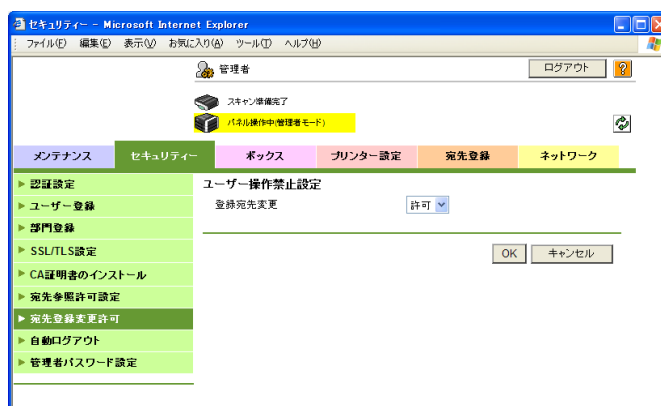 セキュリティー - Microsoft Internet Explorer
ファイル(F) 編集(E) 表示(V) お気に入り(A) ツール(T) ヘルプ(H)
管理者
ログアウト
?
スキャン準備完了
パネル操作中(管理者モード)
メンテナンス セキュリティー ボックス プリンター設定 宛先登録 ネットワーク
認証設定
ユーザー登録
部門登録
SSL/TLS設定
CA証明書のインストール
宛先参照許可設定
宛先登録変更許可
自動ログアウト
管理者パスワード設定
ユーザー操作禁止設定
登録宛先変更 許可
OK キャンセル